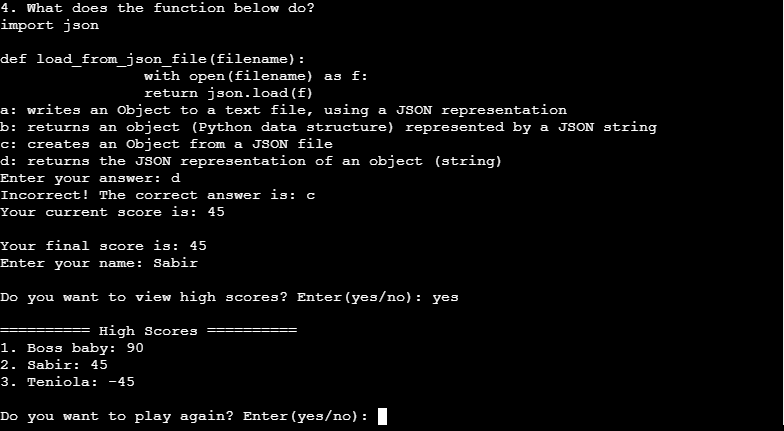 4. What does the function below do?
import json
def load_from_json_file(filename):
with open(filename) as f:
return json.load(f)
a: writes an Object to a text file, using a JSON representation
b: returns an object (Python data structure) represented by a JSON string
c: creates an Object from a JSON file
d: returns the JSON representation of an object (string)
Enter your answer: d
Incorrect! The correct answer is: c
Your current score is: 45
Your final score is: 45
Enter your name: Sabir
Do you want to view high scores? Enter(yes/no): yes
========== High Scores ==========
1. Boss baby: 90
2. Sabir: 45
3. Teniola: -45
Do you want to play again? Enter(yes/no):